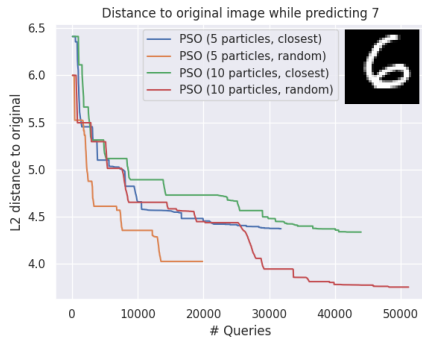 Distance to original image while predicting 7
6.5
6.0
5.5
5.0
4.5
4.0
L2 distance to original
PSO (5 particles, closest)
PSO (5 particles, random)
PSO (10 particles, closest)
PSO (10 particles, random)
6
0
10000
20000
30000
40000
50000
# Queries